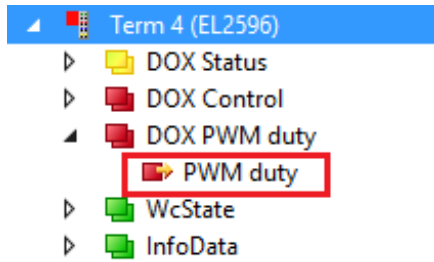 Term 4 (EL2596)
DOX Status
DOX Control
DOX PWM duty
PWM duty
WcState
InfoData